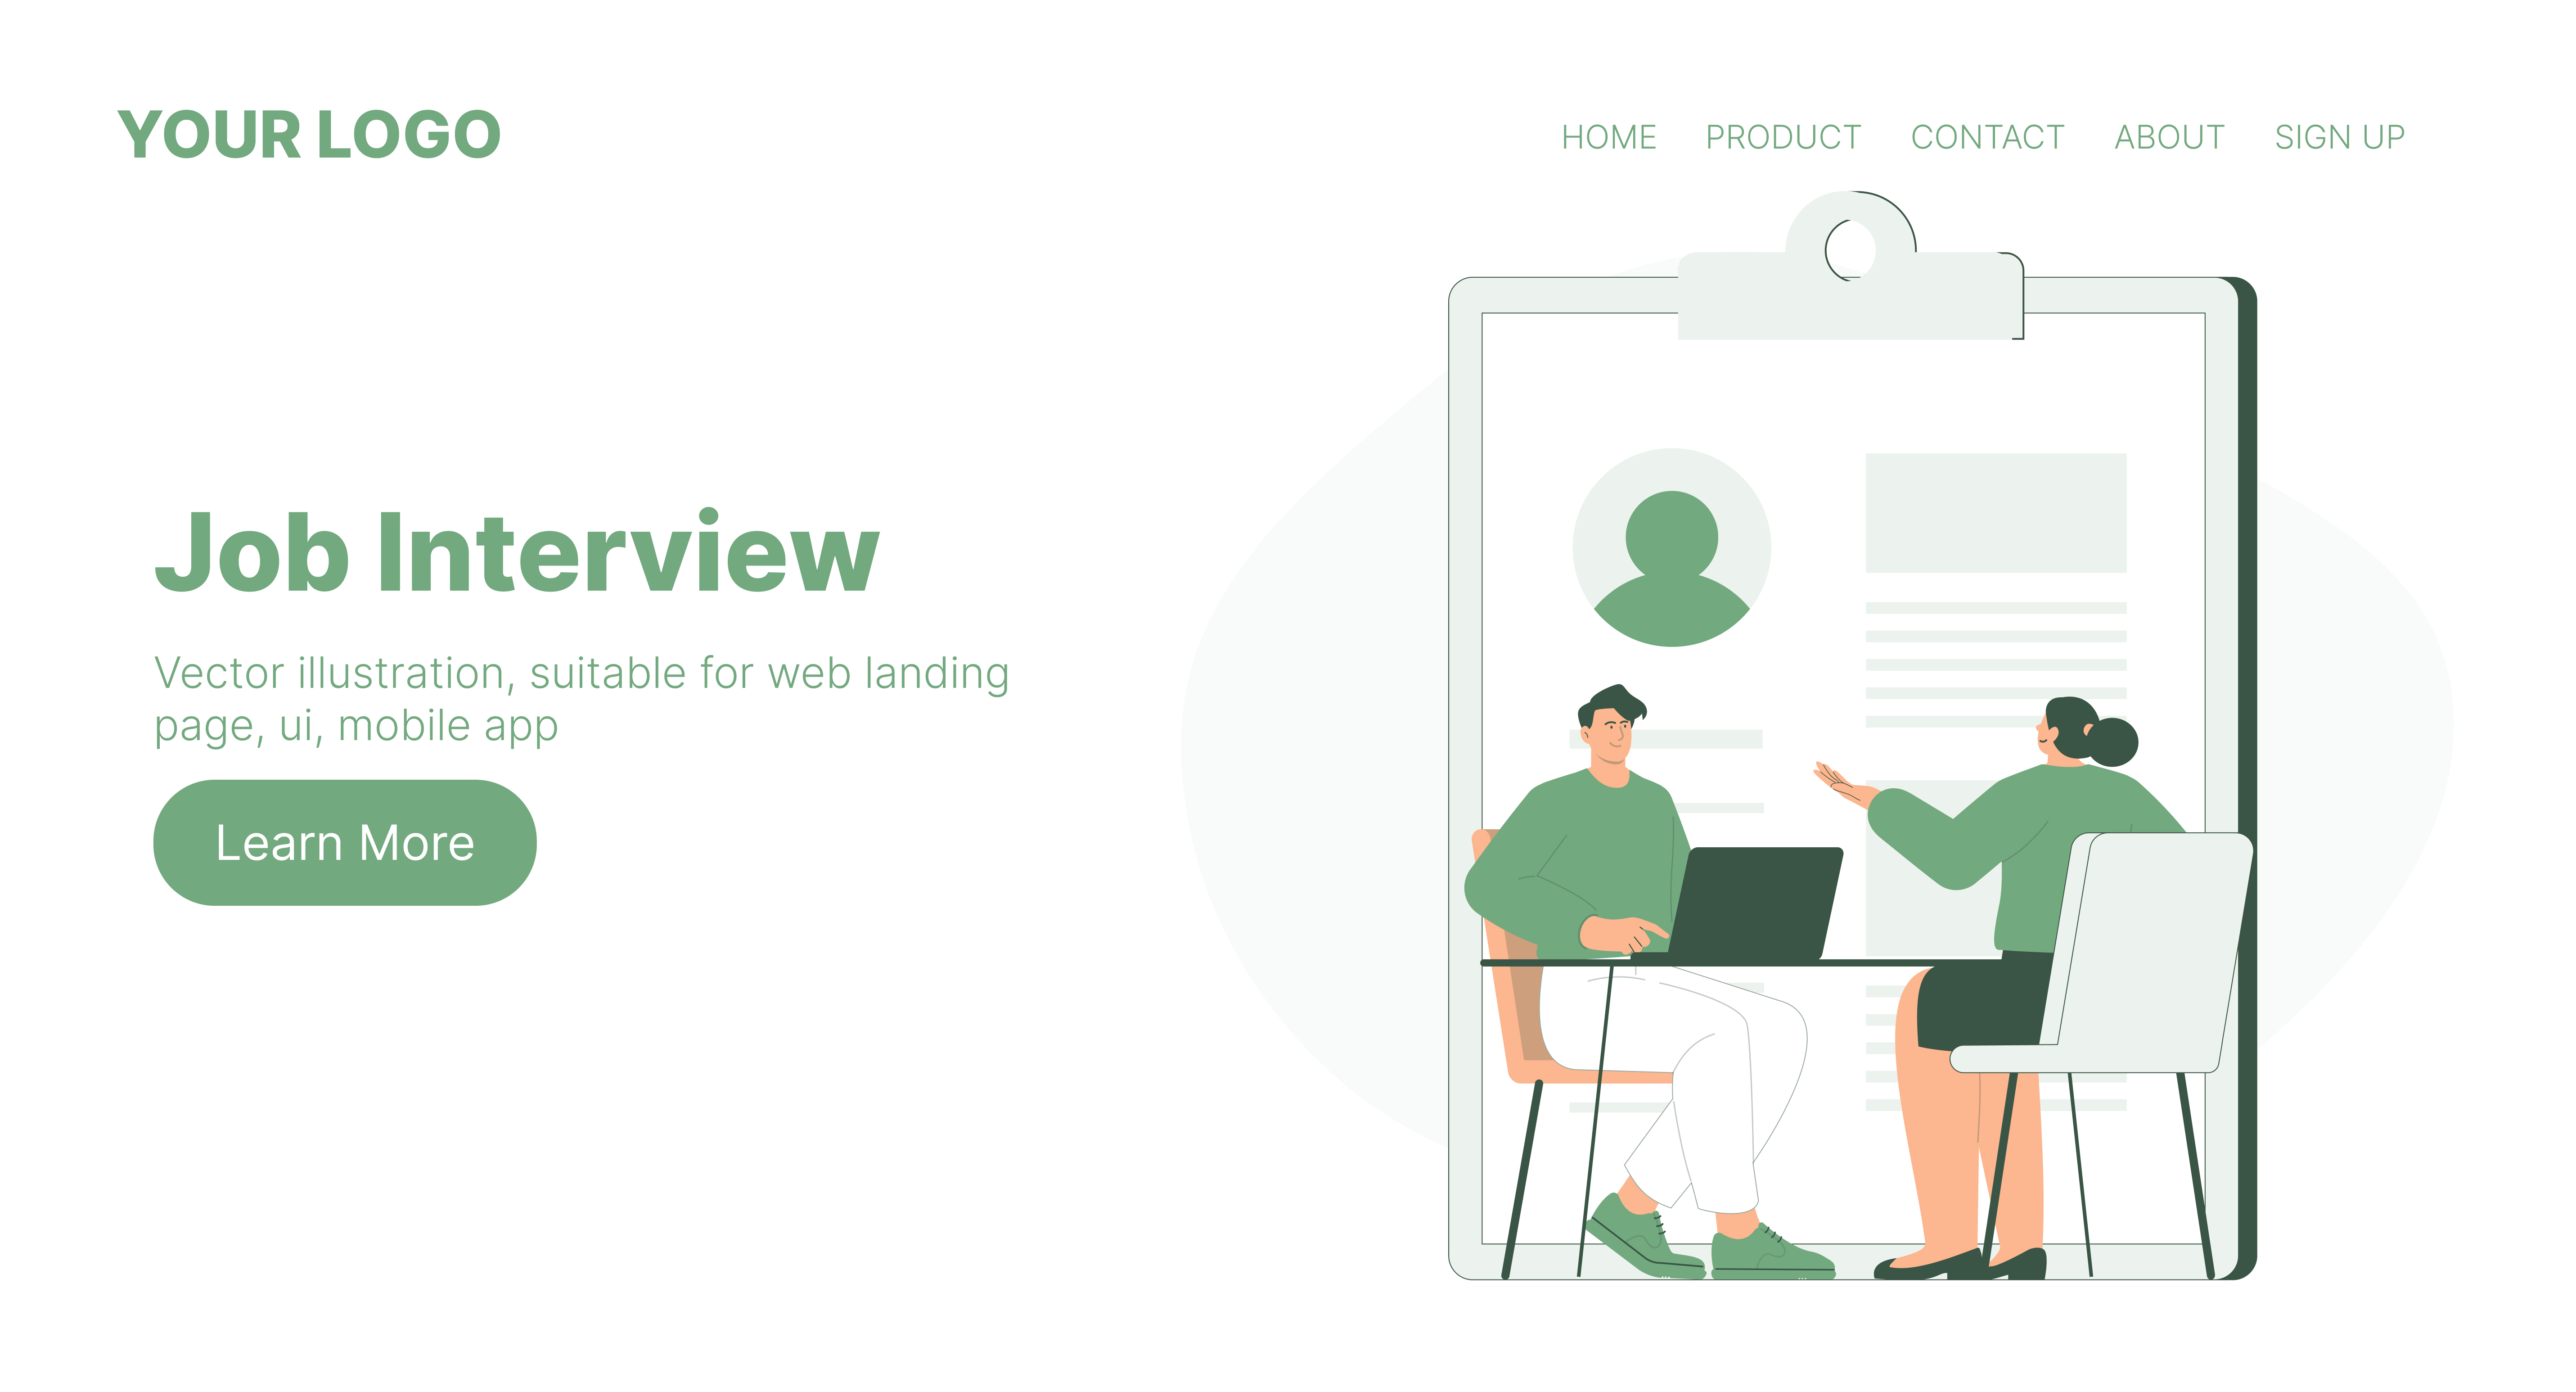 YOUR LOGO
HOME PRODUCT CONTACT ABOUT SIGN UP
Job Interview
Vector illustration, suitable for web landing
page, ui, mobile app
Learn More